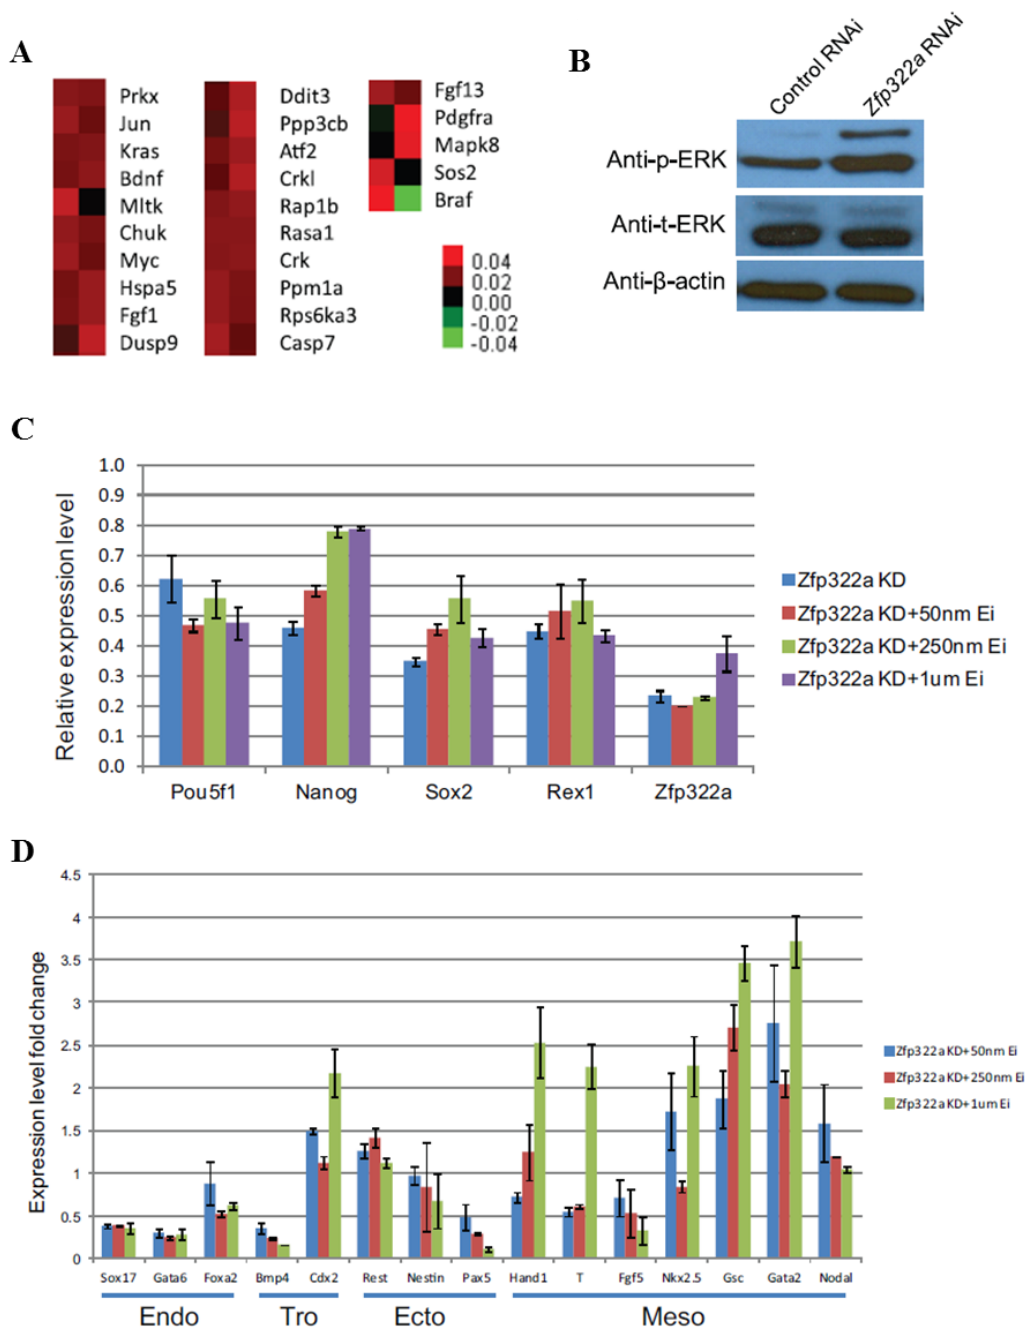 A
Prkx
Jun
Kras
Bdnf
Mltk
Chuk
Myc
Hspa5
Fgf1
Dusp9
Ddit3
Ppp3cb
Atf2
Crkl
Rap1b
Rasa1
Crk
Ppm1a
Rps6ka3
Casp7
Fgf13
Pdgfra
Mapk8
Sos2
Braf
0.04
0.02
0.00
-0.02
-0.04
B
Control RNAi
Zfp322a RNAi
Anti-p-ERK
Anti-t-ERK
Anti-β-actin
C
Relative expression level
1.0
0.9
0.8
0.7
0.6
0.5
0.4
0.3
0.2
0.1
0.0
Pou5f1 Nanog Sox2 Rex1 Zfp322a
Zfp322a KD
Zfp322a KD+50nm Ei
Zfp322a KD+250nm Ei
Zfp322a KD+1um Ei
D
Expression level fold change
4.5
4
3.5
3
2.5
2
1.5
1
0.5
0
Sox17 Gata6 Foxa2 Bmp4 Cdx2 Rest Nestin Pax5 Hand1 T Fgf5 Nkx2.5 Gsc Gata2 Nodal
Endo Tro Ecto Meso
Zfp322aKD+50nm Ei
Zfp322aKD+250nm Ei
Zfp322aKD+1um Ei